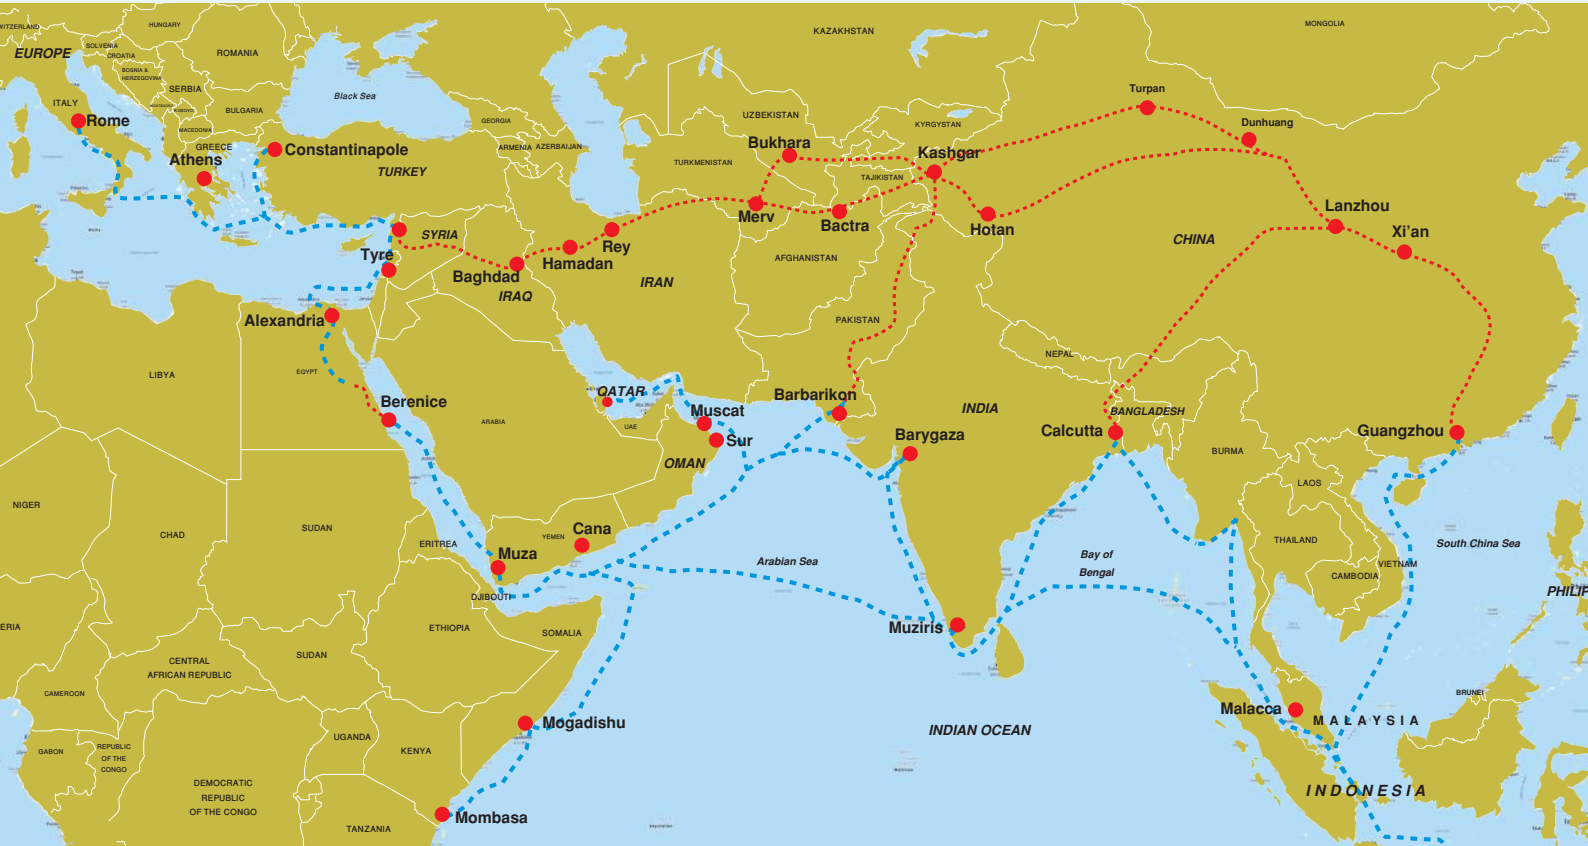 SWITZERLAND
HUNGARY
KAZAKHSTAN
MONGOLIA
EUROPE
SOLVENIA
CROATIA
ROMANIA
BOSNIA &
HERZEGOVINA
SERBIA
Black Sea
ITALY
Rome
MONTENEGRO
KOSOVO
BULGARIA
MACEDONIA
GREECE
Athens
Constantinapole
TURKEY
GEORGIA
ARMENIA
AZERBAIJAN
UZBEKISTAN
Bukhara
TURKMENISTAN
KYRGYSTAN
Kashgar
TAJIKISTAN
Turpan
Dunhuang
Merv
Bactra
Hotan
Lanzhou
Xi'an
CHINA
SYRIA
Tyre
Baghdad
IRAQ
Hamadan
Rey
IRAN
AFGHANISTAN
PAKISTAN
Alexandria
LIBYA
EGYPT
Berenice
ARABIA
QATAR
UAE
Muscat
Sur
OMAN
Barbarikon
Barygaza
INDIA
NEPAL
BANGLADESH
Calcutta
BURMA
Guangzhou
LAOS
THAILAND
VIETNAM
CAMBODIA
South China Sea
PHILIP
NIGER
CHAD
SUDAN
ERITREA
YEMEN
Cana
Muza
DJIBOUTI
ETHIOPIA
SOMALIA
Arabian Sea
Bay of
Bengal
Muziris
ERIA
CENTRAL
AFRICAN REPUBLIC
SUDAN
CAMEROON
GABON
REPUBLIC
OF THE
CONGO
UGANDA
KENYA
Mogadishu
INDIAN OCEAN
Malacca
MALAYSIA
BRUNEI
INDONESIA
DEMOCRATIC
REPUBLIC
OF THE CONGO
TANZANIA
Mombasa